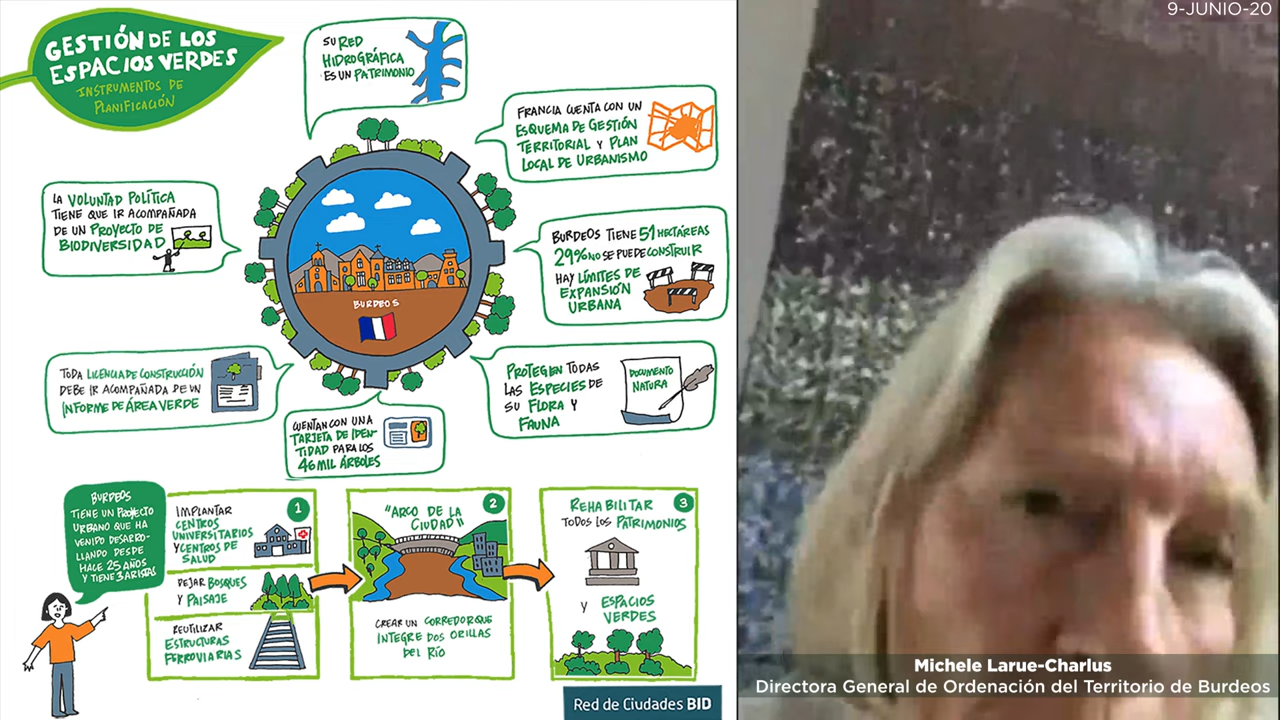 GESTIÓN DE LOS
ESPACIOS VERDES
INSTRUMENTOS DE
PLANIFICACIÓN
SU RED
HIDROGRÁFICA
ES UN PATRIMONIO
FRANCIA CUENTA CON UN
ESQUEMA DE GESTIÓN
TERRITORIAL Y PLAN
LOCAL DE URBANISMO
LA VOLUNTAD POLÍTICA
TIENE QUE IR ACOMPAÑADA
DE UN PROYECTO DE
BIODIVERSIDAD
BURDEOS TIENE 51 HECTÁREAS
29% NO SE PUEDE CONSTRUIR
HAY LÍMITES DE
EXPANSIÓN
URBANA
BURDEOS
TODA LICENCIA DE CONSTRUCCIÓN
DEBE IR ACOMPAÑADA DE UN
INFORME DE ÁREA VERDE
PROTEGEN TODAS
LAS ESPECIES DE
SU FLORA Y
FAUNA
DOCUMENTO
NATURA
CUENTAN CON UNA
TARJETA DE IDEN-
TIDAD PARA LOS
46 MIL ÁRBOLES
BURDEOS
TIENE UN PROYECTO
URBANO QUE HA
VENIDO DESARRO-
LLANDO DESDE
HACE 25 AÑOS
Y TIENE 3 ARISTAS
1
IMPLANTAR
CENTROS
UNIVERSITARIOS
Y CENTROS DE
SALUD
DEJAR BOSQUES
Y PAISAJE
REUTILIZAR
ESTRUCTURAS
FERROVIARIAS
2
"ARCO DE LA
CIUDAD"
CREAR UN CORREDOR QUE
INTEGRE DOS ORILLAS
DEL RÍO
3
REHABILITAR
TODOS LOS PATRIMONIOS
Y ESPACIOS
VERDES
Red de Ciudades BID
9-JUNIO-20
Michele Larue-Charlus
Directora General de Ordenación del Territorio de Burdeos